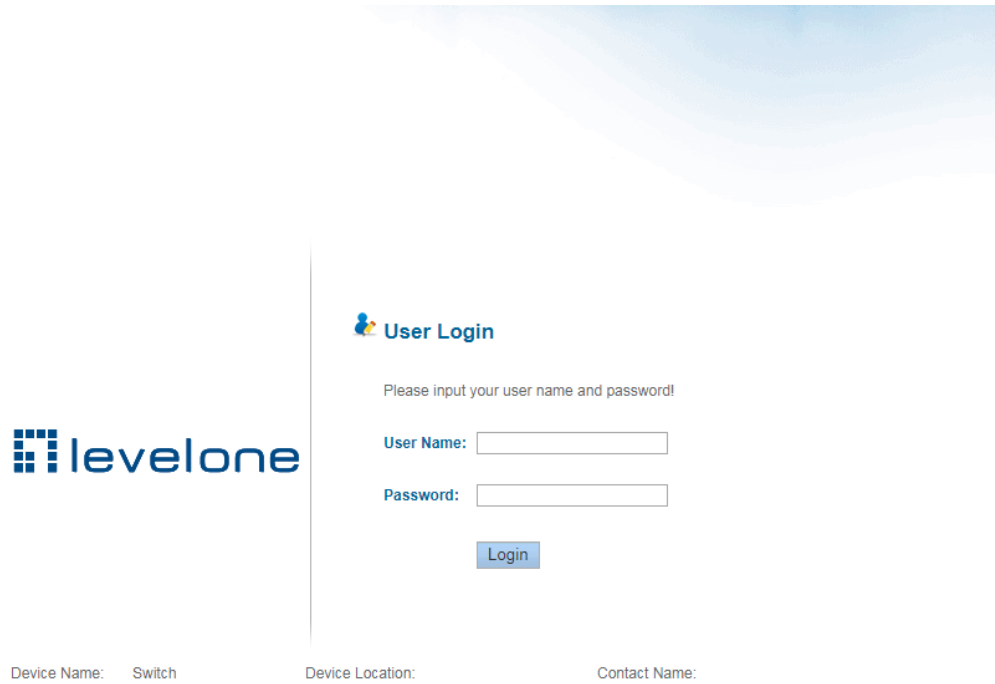 User Login
Please input your user name and password!
levelone
User Name:
Password:
Login
Device Name: Switch Device Location: Contact Name: